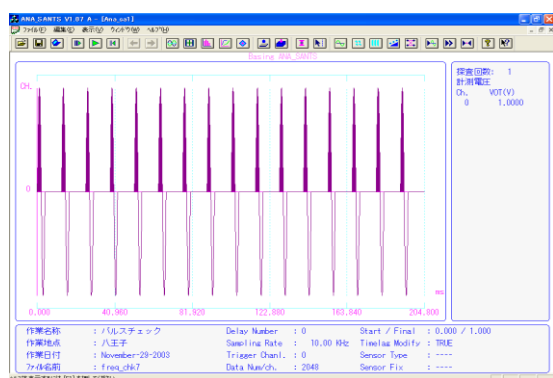 ANA_SANTS V1.07 A - [Ana_sa1]
ファイル(F) 編集(E) 表示(V) ウィンドウ(W) ヘルプ(H)
Basing ANA_SANTS
CH.
0
ms
0.000 40.960 81.920 122.880 163.840 204.000
探査回数: 1
計測電圧
Ch. VOT(V)
0 1.0000
作業名称 : パルスチェック Delay Number : 0 Start / Final : 0.000 / 1.000
作業地点 : 八王子 Sampling Rate : 10.00 KHz Timelag Modify : TRUE
作業日付 : November-28-2003 Trigger Chanl. : 0 Sensor Type : ----
ファイル名前 : freq_chk7 Data Num/ch. : 2048 Sensor Fix : ----